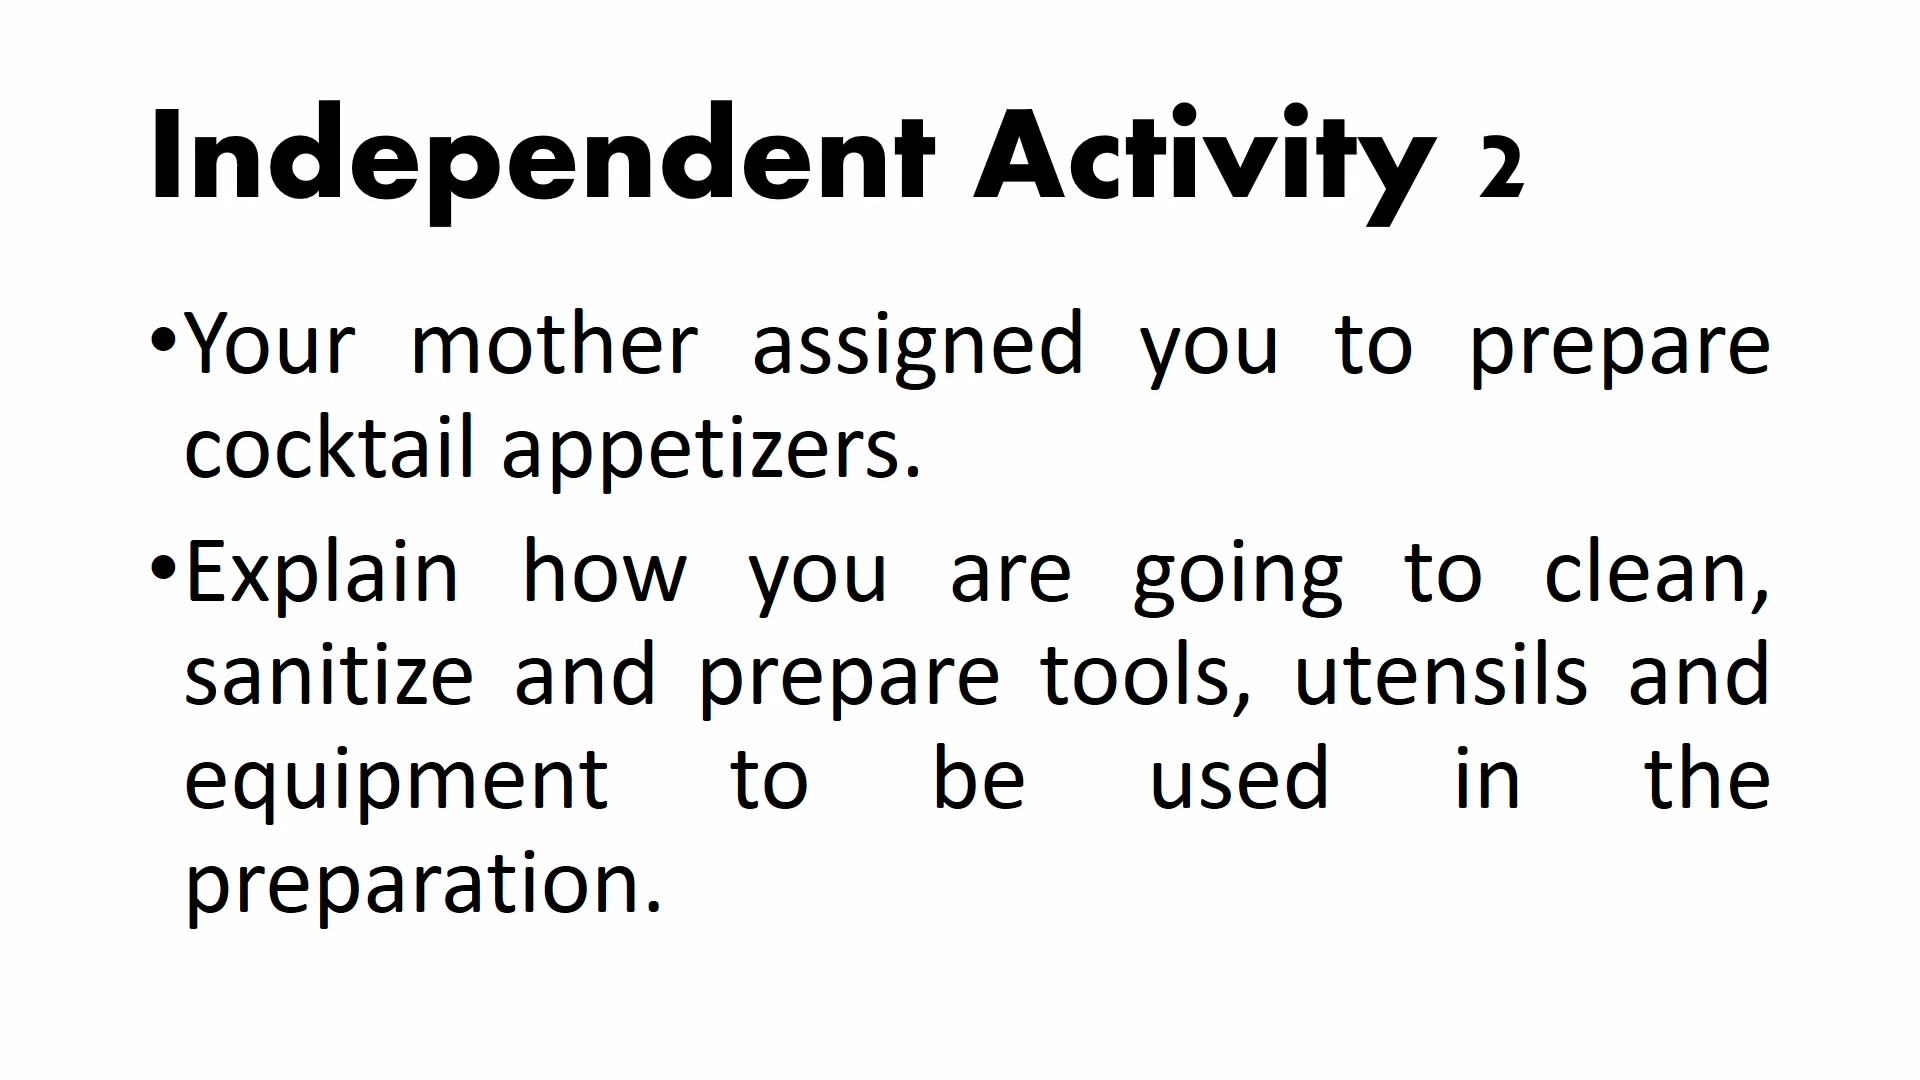 Independent Activity 2
•Your mother assigned you to prepare
cocktail appetizers.
•Explain how you are going to clean,
sanitize and prepare tools, utensils and
equipment to be used in the
preparation.